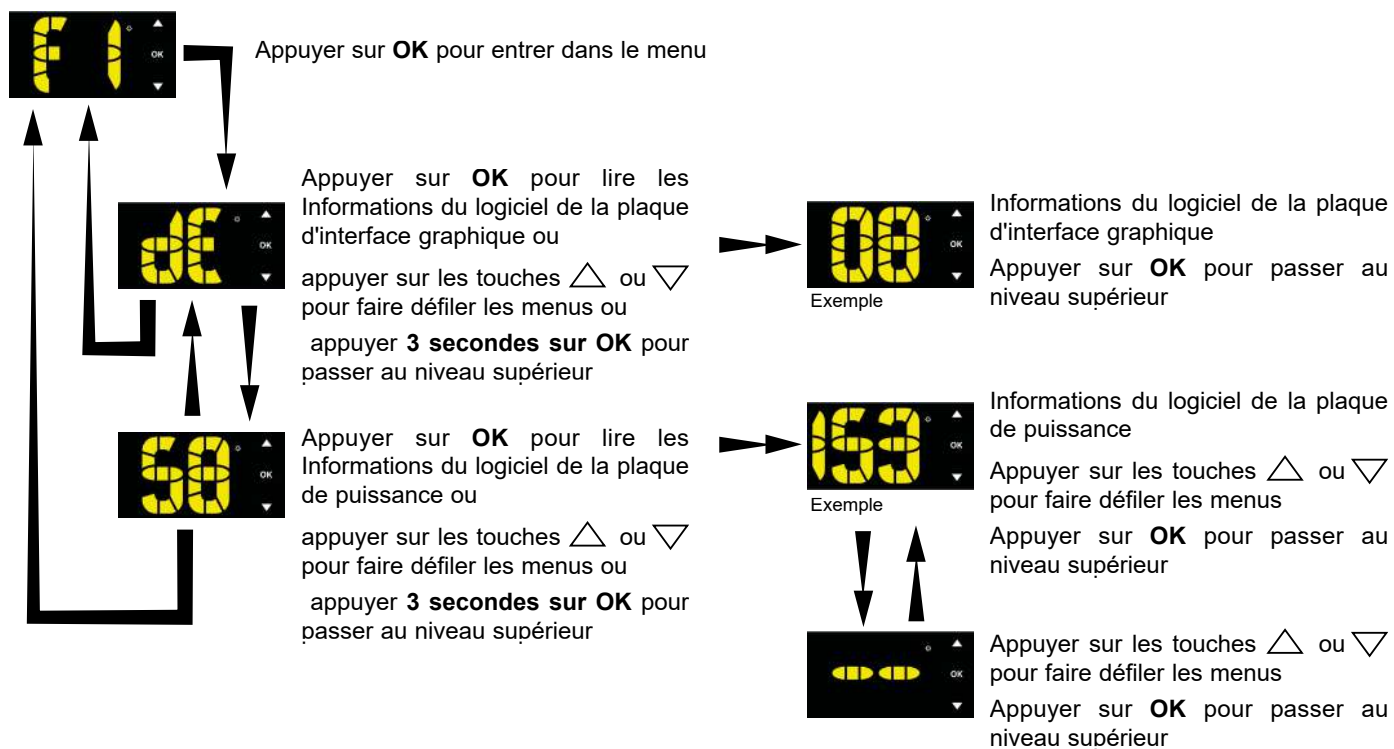 F1
OK
Appuyer sur OK pour entrer dans le menu
dE
OK
Appuyer sur OK pour lire les
Informations du logiciel de la plaque
d'interface graphique ou
appuyer sur les touches △ ou ▽
pour faire défiler les menus ou
appuyer 3 secondes sur OK pour
passer au niveau supérieur
08
OK
Exemple
Informations du logiciel de la plaque
d'interface graphique
Appuyer sur OK pour passer au
niveau supérieur
S8
OK
Appuyer sur OK pour lire les
Informations du logiciel de la plaque
de puissance ou
appuyer sur les touches △ ou ▽
pour faire défiler les menus ou
appuyer 3 secondes sur OK pour
passer au niveau supérieur
153
OK
Exemple
Informations du logiciel de la plaque
de puissance
Appuyer sur les touches △ ou ▽
pour faire défiler les menus
Appuyer sur OK pour passer au
niveau supérieur
--
OK
Appuyer sur les touches △ ou ▽
pour faire défiler les menus
Appuyer sur OK pour passer au
niveau supérieur